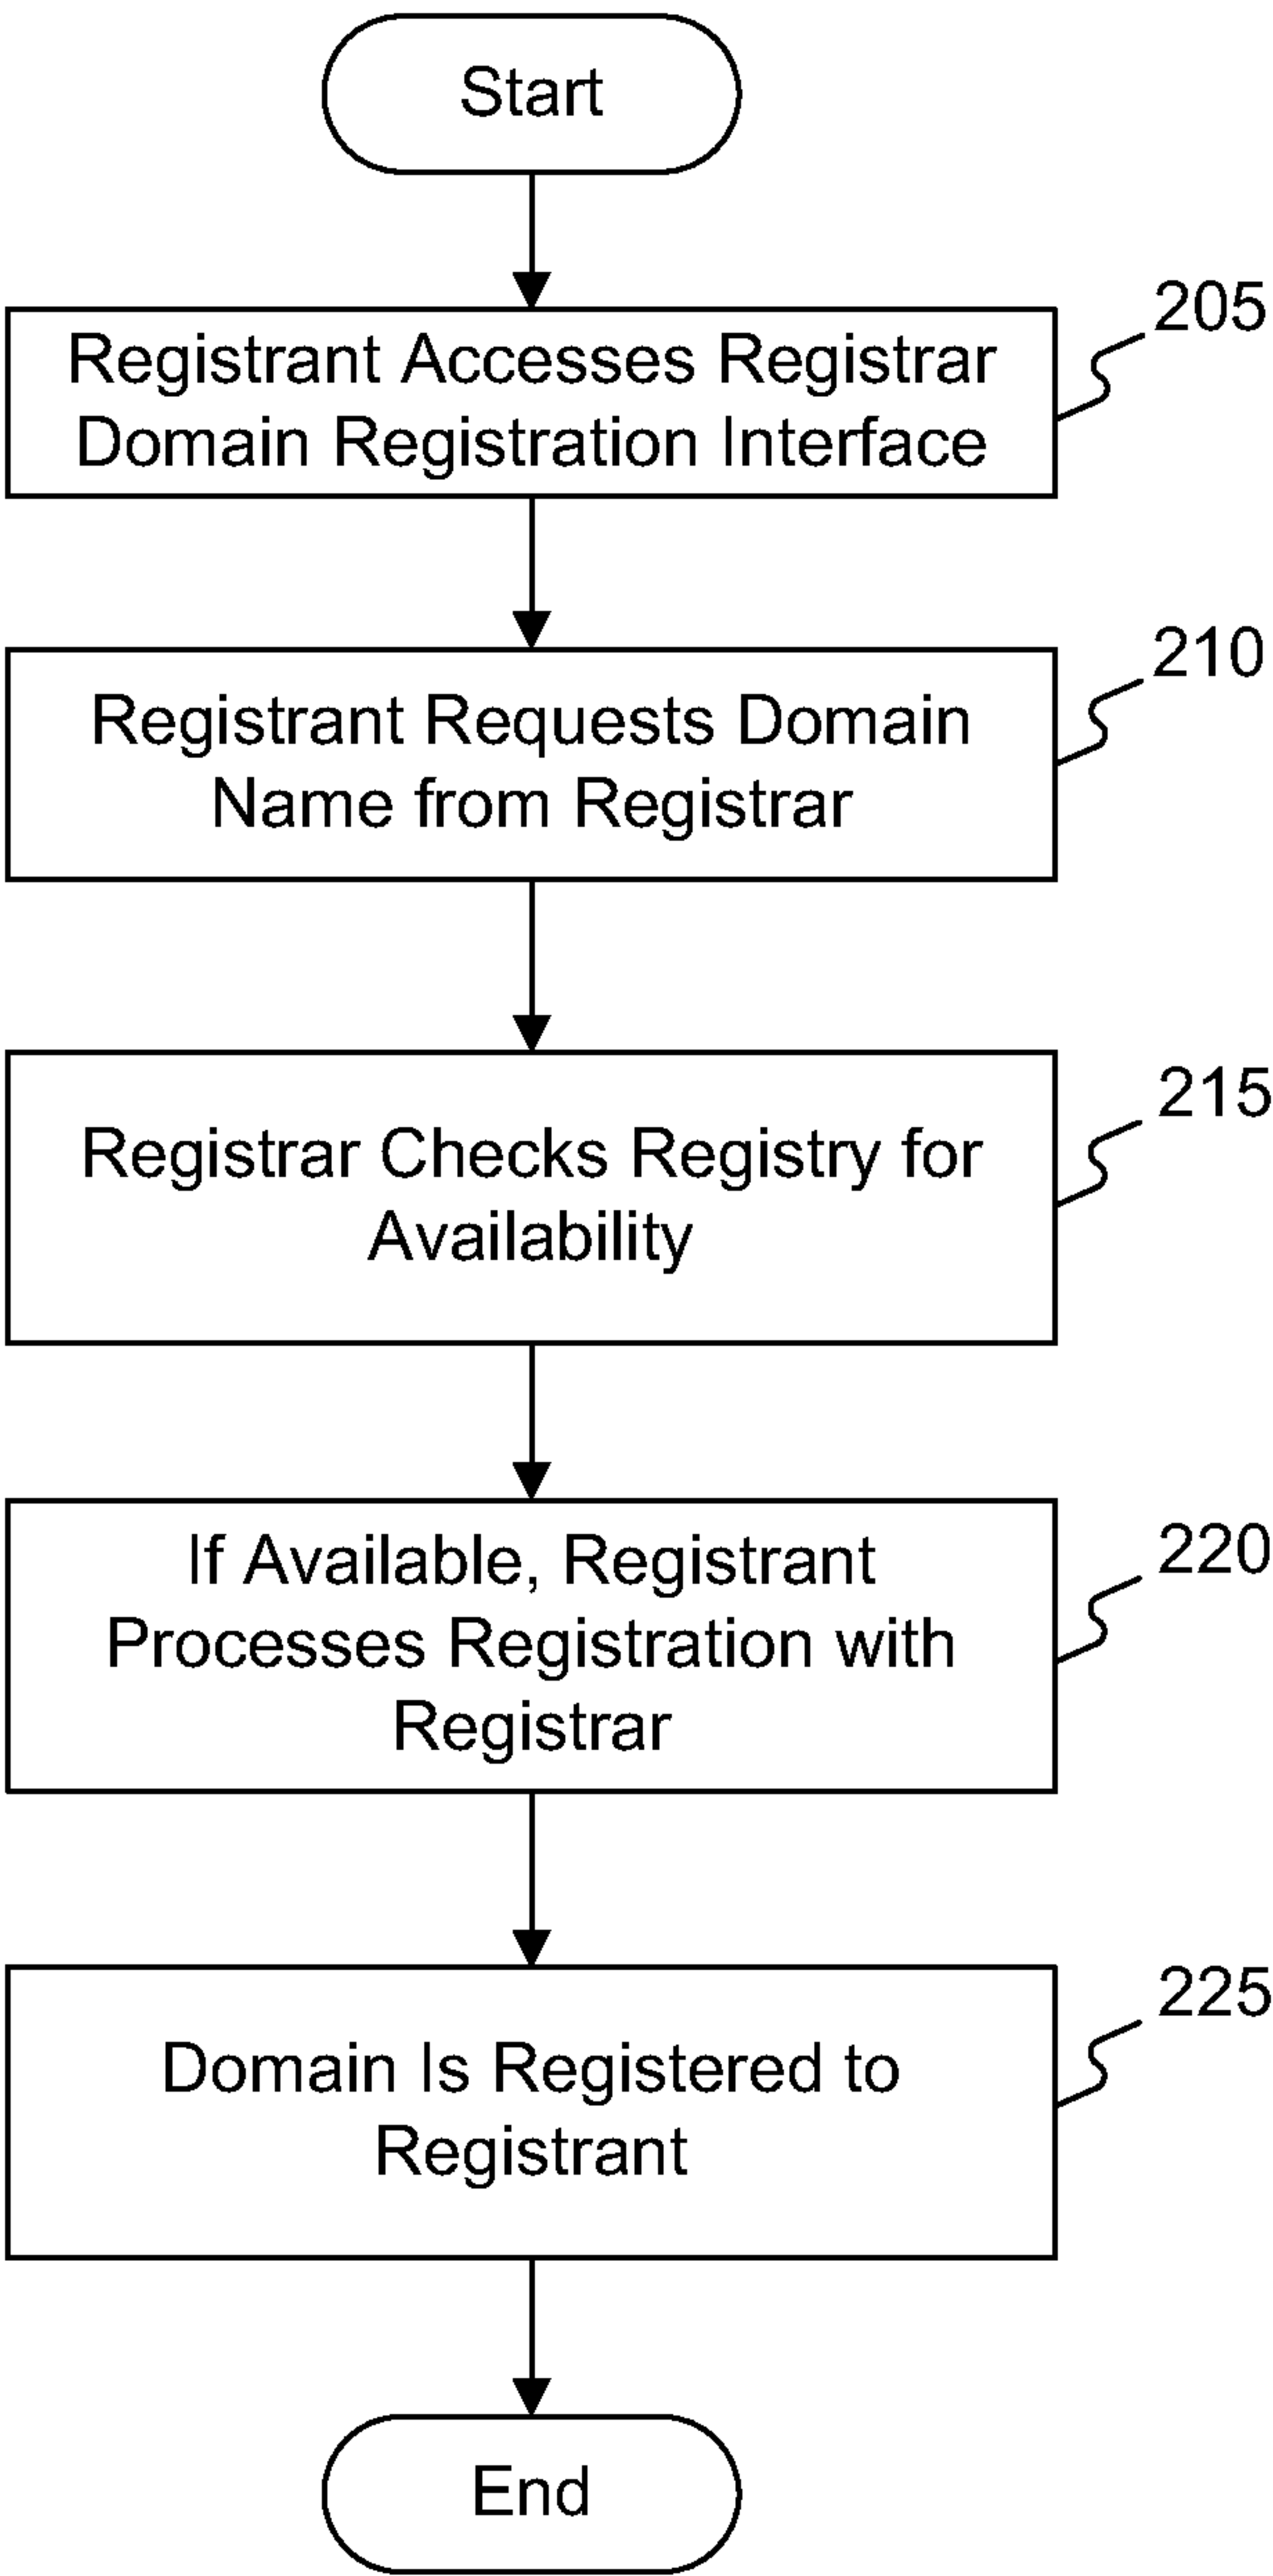 Start
205
Registrant Accesses Registrar
Domain Registration Interface
210
Registrant Requests Domain
Name from Registrar
215
Registrar Checks Registry for
Availability
220
If Available, Registrant
Processes Registration with
Registrar
225
Domain Is Registered to
Registrant
End